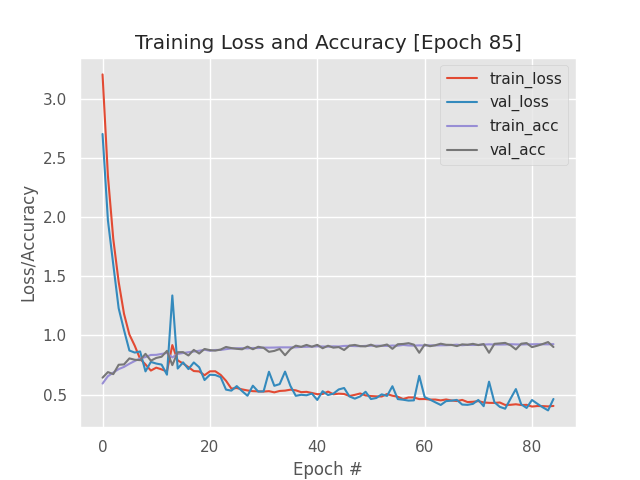 Training Loss and Accuracy [Epoch 85]
train_loss
val_loss
train_acc
val_acc
Loss/Accuracy
3.0
2.5
2.0
1.5
1.0
0.5
0 20 40 60 80
Epoch #